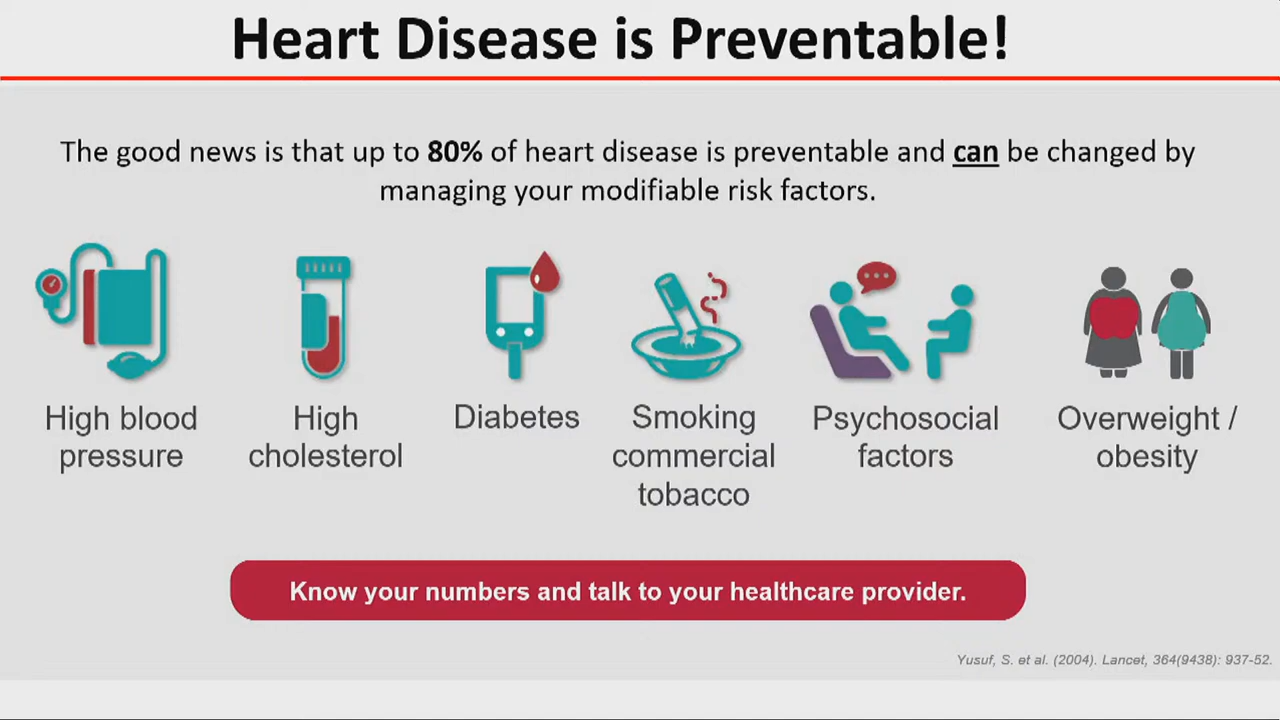 Heart Disease is Preventable!
The good news is that up to 80% of heart disease is preventable and can be changed by
managing your modifiable risk factors.
High blood
pressure
High
cholesterol
Diabetes
Smoking
commercial
tobacco
Psychosocial
factors
Overweight /
obesity
Know your numbers and talk to your healthcare provider.
Yusuf, S. et al. (2004). Lancet, 364(9438): 937-52.